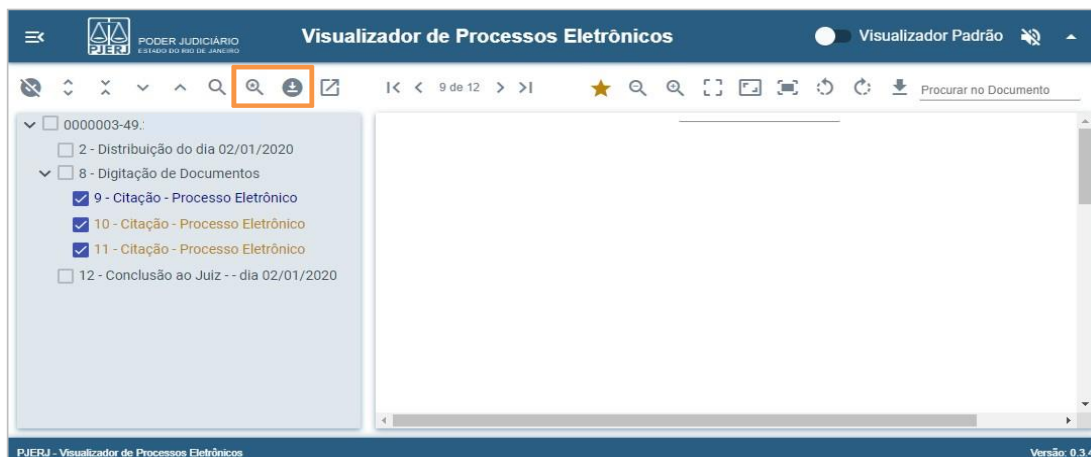 PJERJ
PODER JUDICIÁRIO
ESTADO DO RIO DE JANEIRO
Visualizador de Processos Eletrônicos
Visualizador Padrão
9 de 12
Procurar no Documento
0000003-49.
2 - Distribuição do dia 02/01/2020
8 - Digitação de Documentos
9 - Citação - Processo Eletrônico
10 - Citação - Processo Eletrônico
11 - Citação - Processo Eletrônico
12 - Conclusão ao Juiz - - dia 02/01/2020
PJERJ - Visualizador de Processos Eletrônicos
Versão: 0.3.